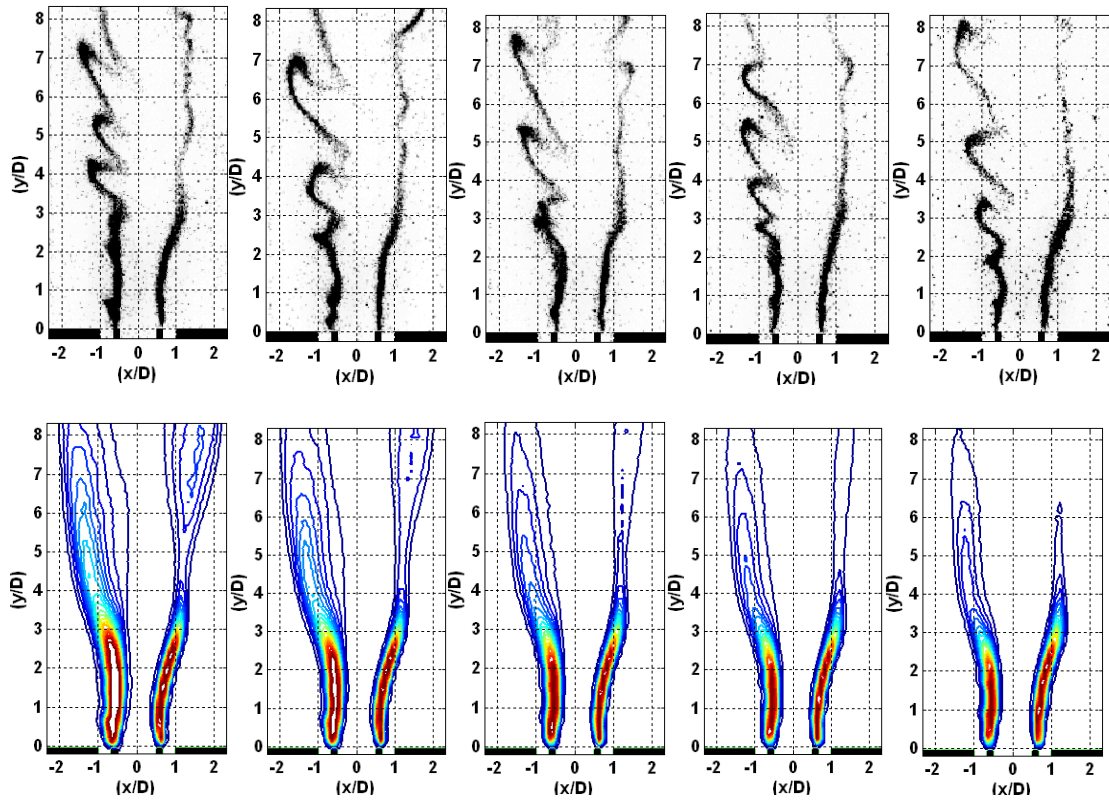 8 8 8 8 8
7 7 7 7 7
6 6 6 6 6
5 5 5 5 5
(y/D) (y/D) (y/D) (y/D) (y/D)
4 4 4 4 4
3 3 3 3 3
2 2 2 2 2
1 1 1 1 1
0 0 0 0 0
-2 -1 0 1 2 -2 -1 0 1 2 -2 -1 0 1 2 -2 -1 0 1 2 -2 -1 0 1 2
(x/D) (x/D) (x/D) (x/D) (x/D)
8 8 8 8 8
7 7 7 7 7
6 6 6 6 6
5 5 5 5 5
(y/D) (y/D) (y/D) (y/D) (y/D)
4 4 4 4 4
3 3 3 3 3
2 2 2 2 2
1 1 1 1 1
0 0 0 0 0
-2 -1 0 1 2 -2 -1 0 1 2 -2 -1 0 1 2 -2 -1 0 1 2 -2 -1 0 1 2
(x/D) (x/D) (x/D) (x/D) (x/D)